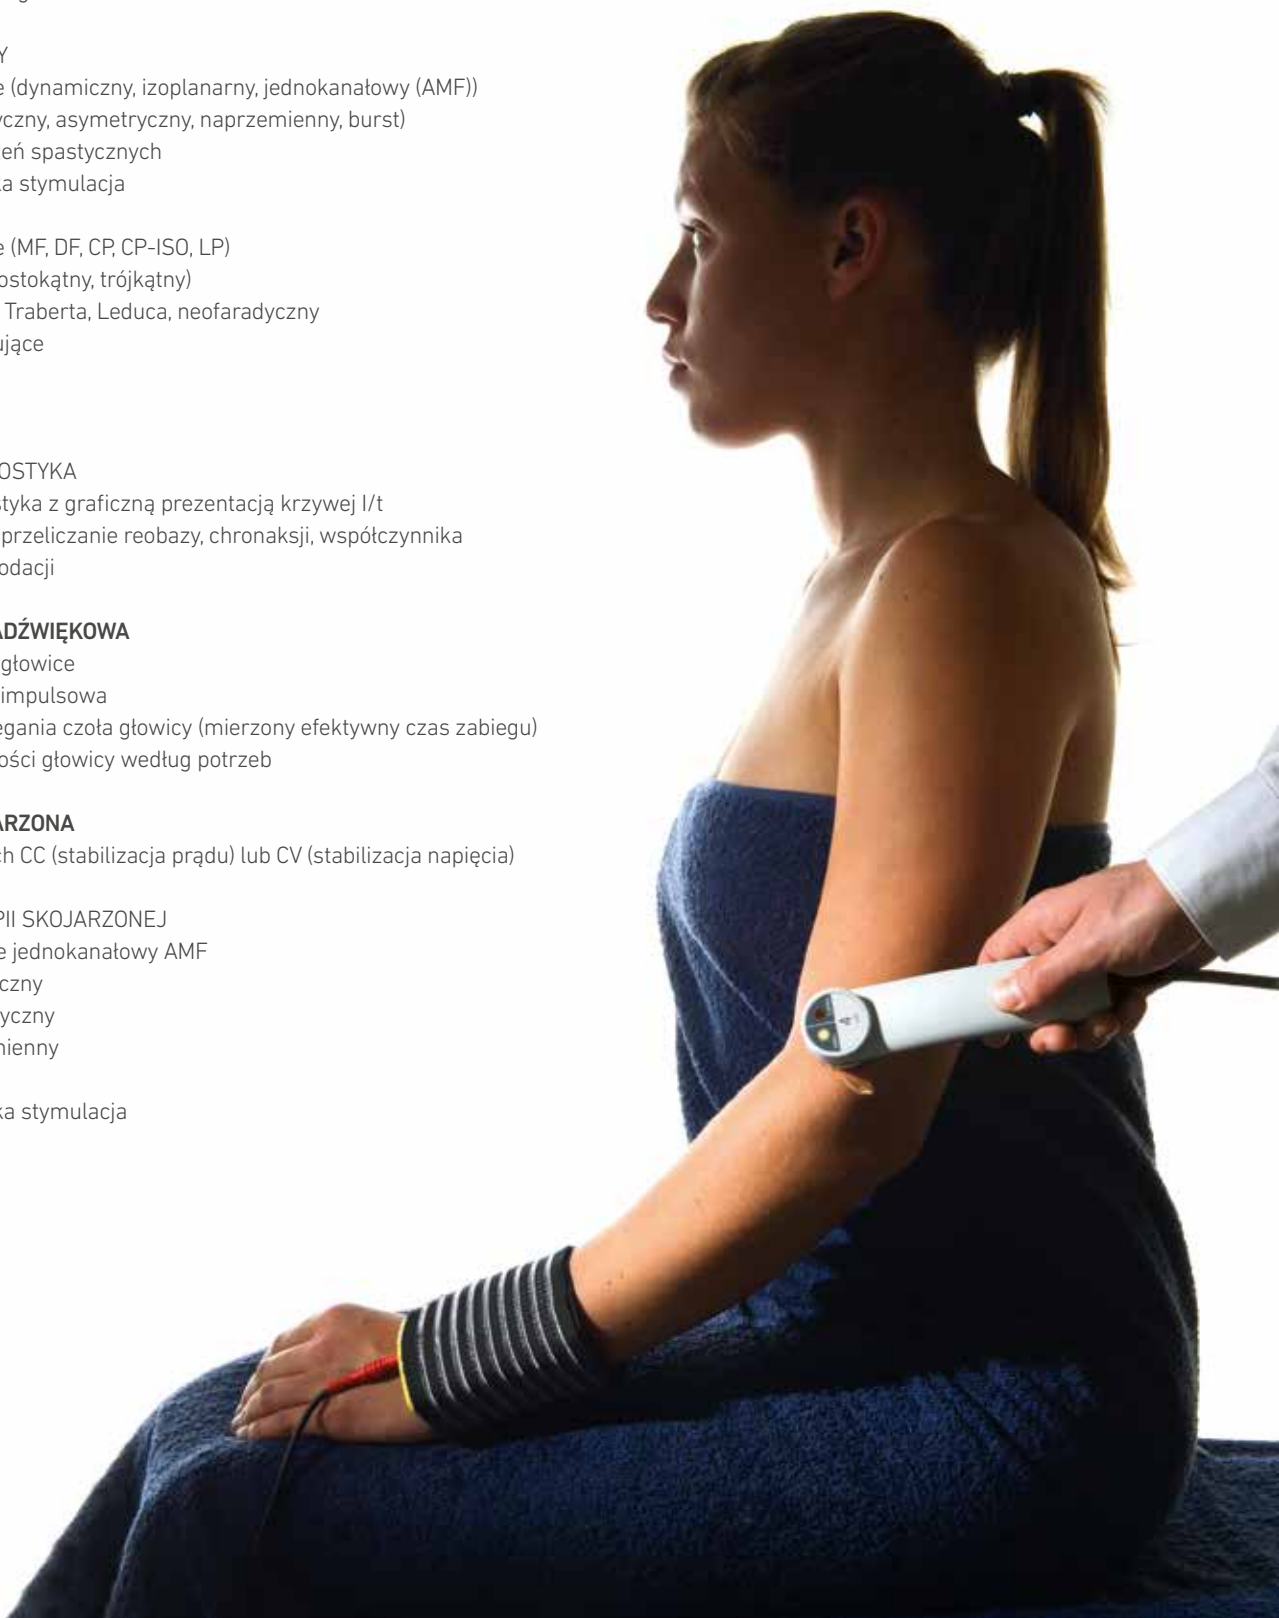 Y
e (dynamiczny, izoplanarny, jednokanałowy (AMF))
yczny, asymetryczny, naprzemienny, burst)
eń spastycznych
ka stymulacja
e (MF, DF, CP, CP-ISO, LP)
ostokątny, trójkątny)
Traberta, Leduca, neofaradyczny
ujące
OSTYKA
styka z graficzną prezentacją krzywej I/t
przeliczanie reobazy, chronaksji, współczynnika
odacji
ADŹWIĘKOWA
głowice
impulsowa
egania czoła głowicy (mierzony efektywny czas zabiegu)
ości głowicy według potrzeb
ARZONA
ch CC (stabilizacja prądu) lub CV (stabilizacja napięcia)
PII SKOJARZONEJ
e jednokanałowy AMF
czny
yczny
nienny
ka stymulacja